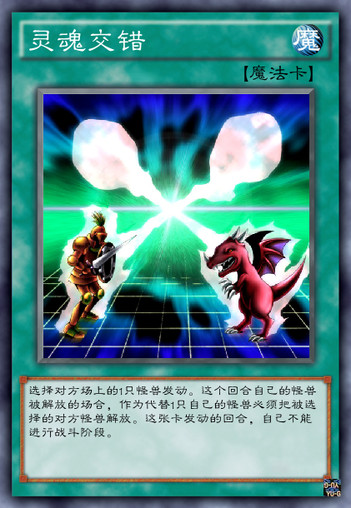 灵魂交错
魔
【魔法卡】
选择对方场上的1只怪兽发动。这个回合自己的怪兽
被解放的场合，作为代替1只自己的怪兽必须把被选
择的对方怪兽解放。这张卡发动的回合，自己不能
进行战斗阶段。
YU-G